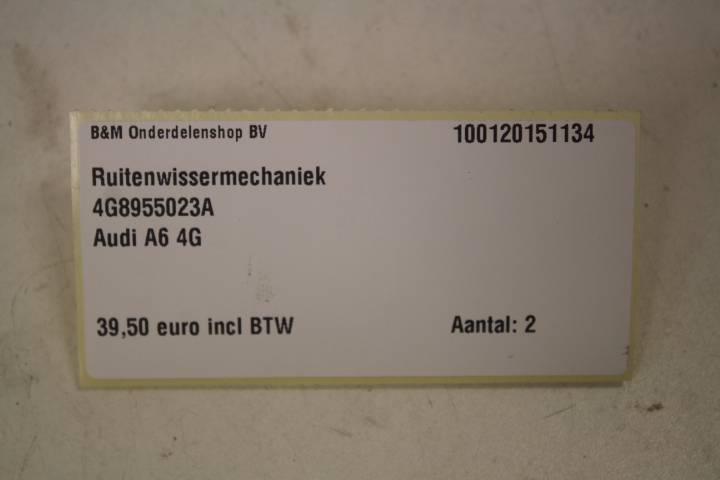 B&M Onderdelenshop BV 100120151134
Ruitenwissermechaniek
4G8955023A
Audi A6 4G
39,50 euro incl BTW Aantal: 2